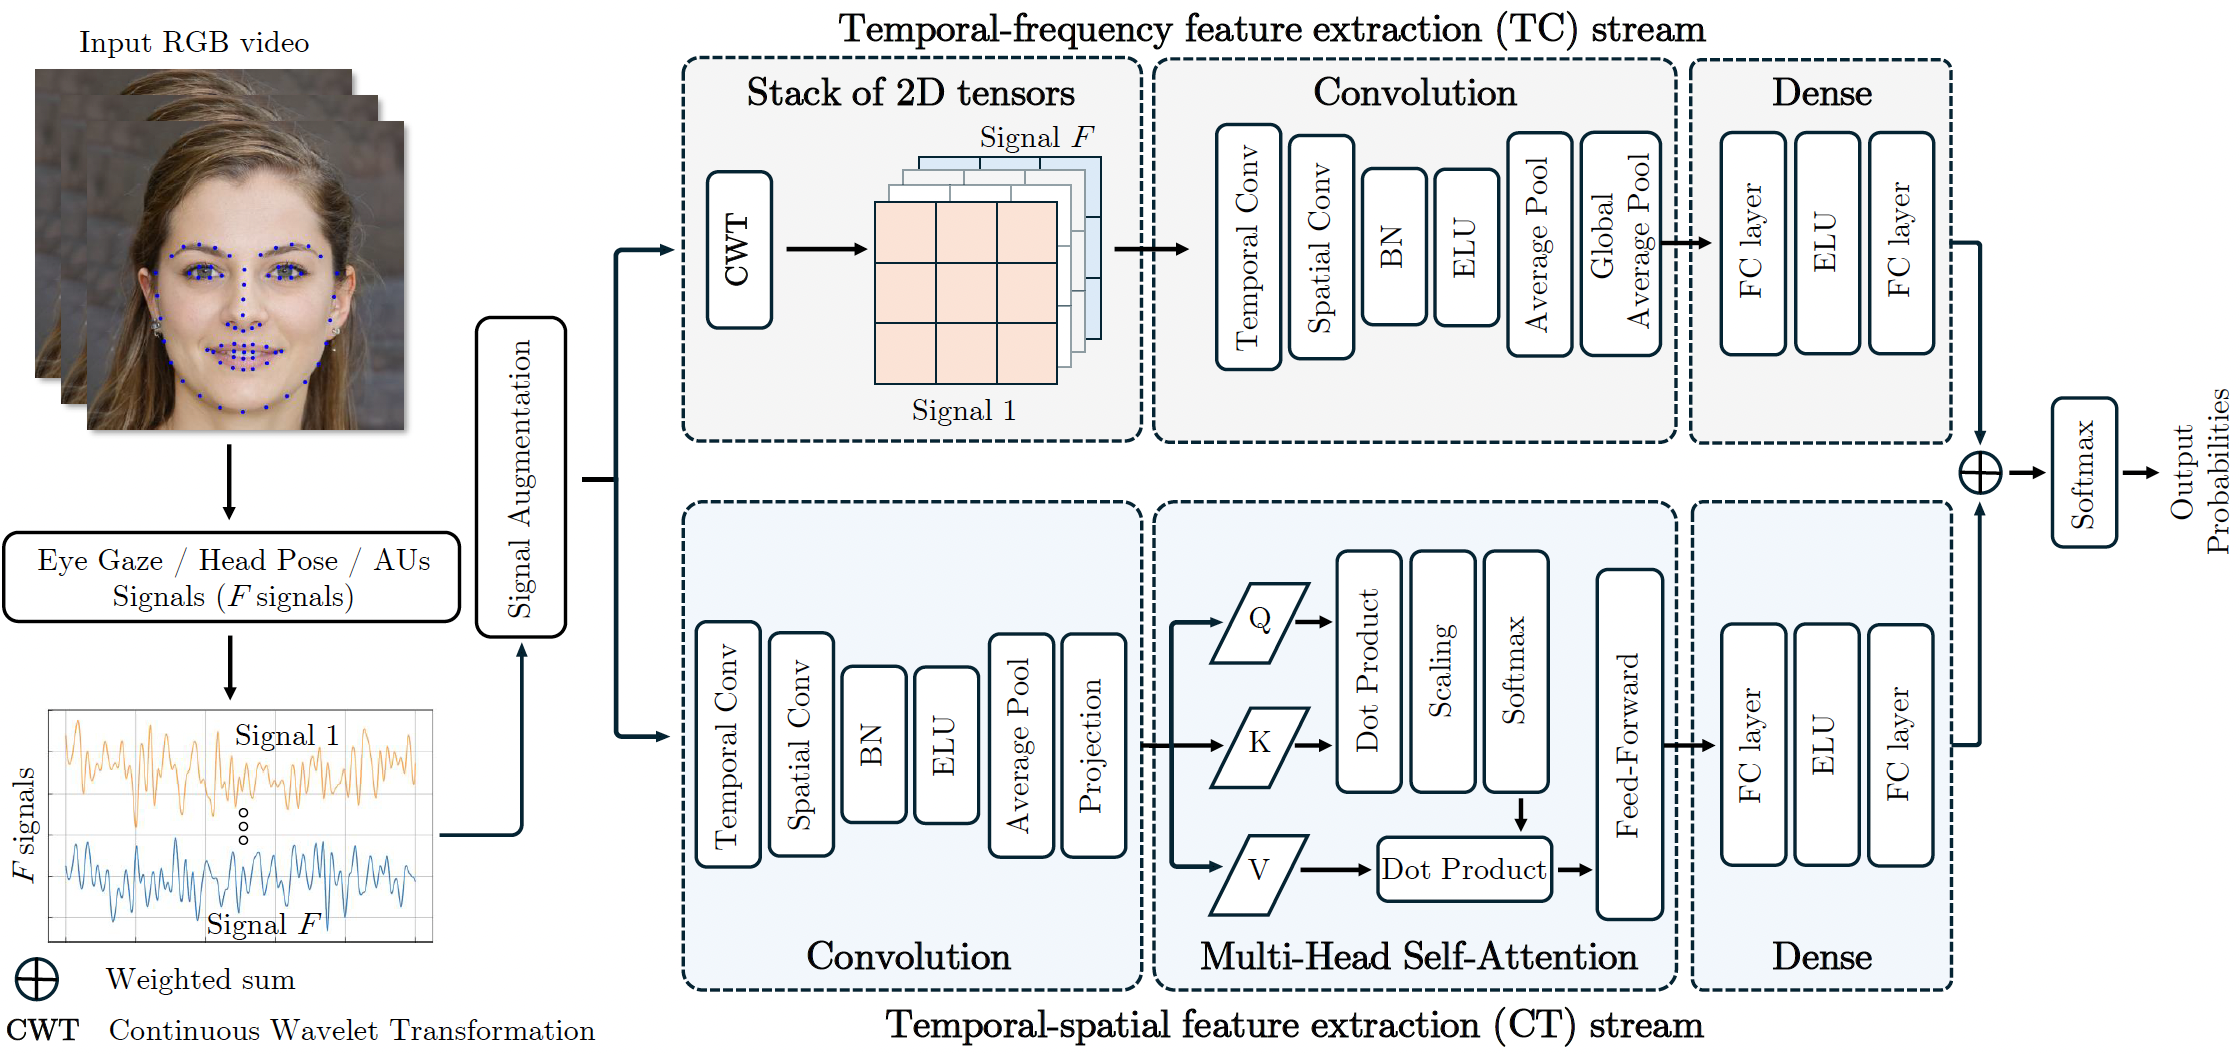 Temporal-frequency feature extraction (TC) stream
Input RGB video
Eye Gaze / Head Pose / AUs
Signals (F signals)
F signals
Signal 1
Signal F
Weighted sum
CWT Continuous Wavelet Transformation
Signal Augmentation
Stack of 2D tensors
CWT
Signal F
Signal 1
Convolution
Temporal Conv
Spatial Conv
BN
ELU
Average Pool
Global
Average Pool
Dense
FC layer
ELU
FC layer
Temporal Conv
Spatial Conv
BN
ELU
Average Pool
Projection
Convolution
Q
K
V
Dot Product
Scaling
Softmax
Dot Product
Feed-Forward
Multi-Head Self-Attention
FC layer
ELU
FC layer
Dense
Temporal-spatial feature extraction (CT) stream
Softmax
Output
Probabilities